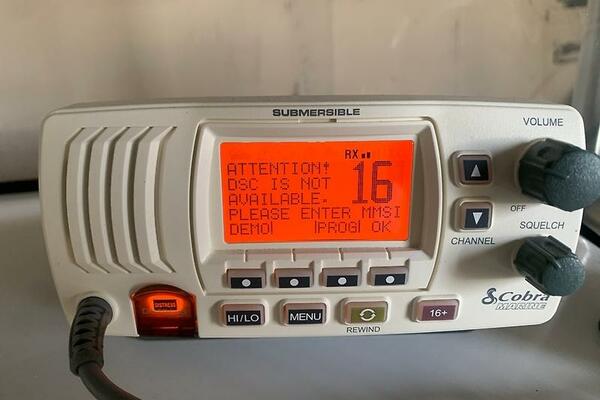 SUBMERSIBLE
VOLUME
RX
16
ATTENTION!
DSC IS NOT
AVAILABLE.
PLEASE ENTER MMSI
DEMO| |PROG| OK
OFF
SQUELCH
CHANNEL
DISTRESS
HI/LO
MENU
REWIND
16+
Cobra
MARINE